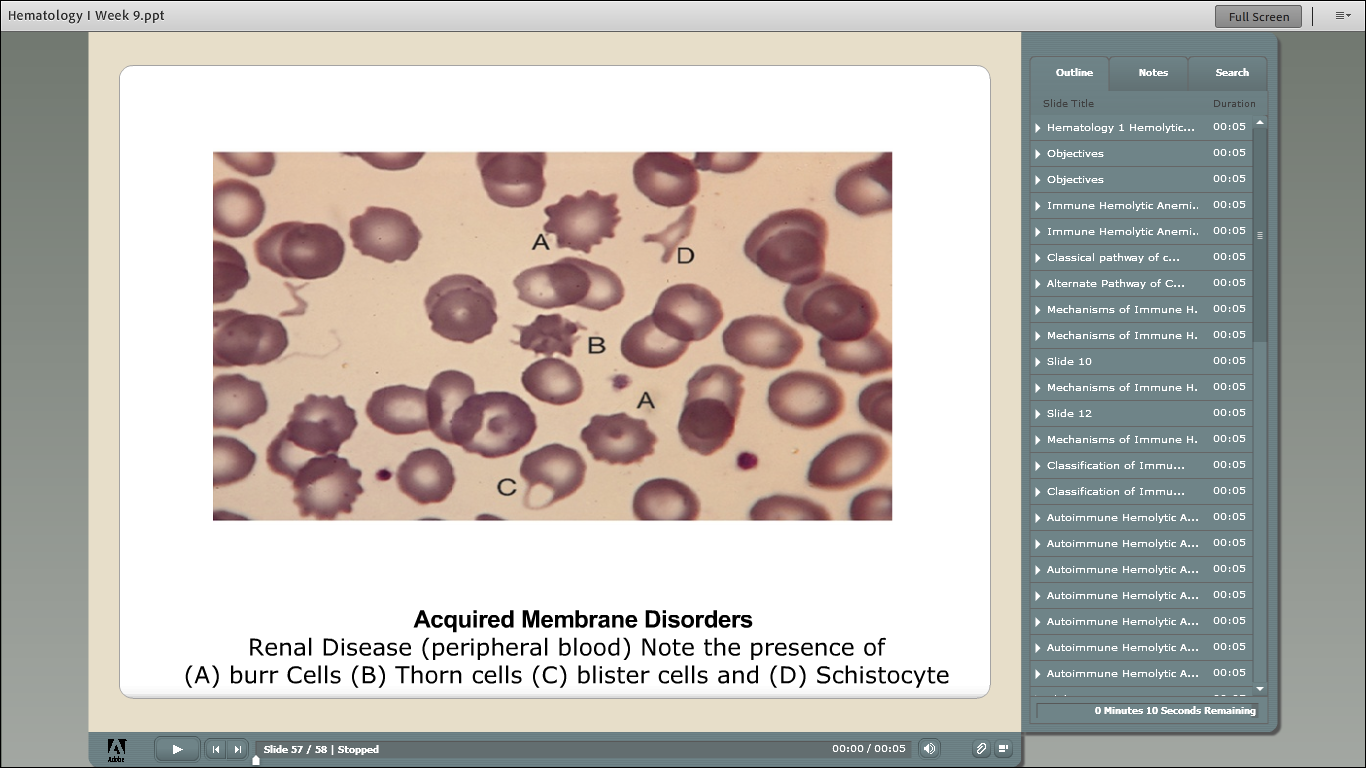 Hematology I Week 9.ppt
Full Screen
A
D
B
A
C
Acquired Membrane Disorders
Renal Disease (peripheral blood) Note the presence of
(A) burr Cells (B) Thorn cells (C) blister cells and (D) Schistocyte
Outline Notes Search
Slide Title Duration
Hematology 1 Hemolytic... 00:05
Objectives 00:05
Objectives 00:05
Immune Hemolytic Anemi.. 00:05
Immune Hemolytic Anemi.. 00:05
Classical pathway of c... 00:05
Alternate Pathway of C... 00:05
Mechanisms of Immune H. 00:05
Mechanisms of Immune H. 00:05
Slide 10 00:05
Mechanisms of Immune H. 00:05
Slide 12 00:05
Mechanisms of Immune H. 00:05
Classification of Immu... 00:05
Classification of Immu... 00:05
Autoimmune Hemolytic A... 00:05
Autoimmune Hemolytic A... 00:05
Autoimmune Hemolytic A... 00:05
Autoimmune Hemolytic A... 00:05
Autoimmune Hemolytic A... 00:05
Autoimmune Hemolytic A... 00:05
Autoimmune Hemolytic A... 00:05
0 Minutes 10 Seconds Remaining
Adobe
Slide 57 / 58 | Stopped
00:00 / 00:05